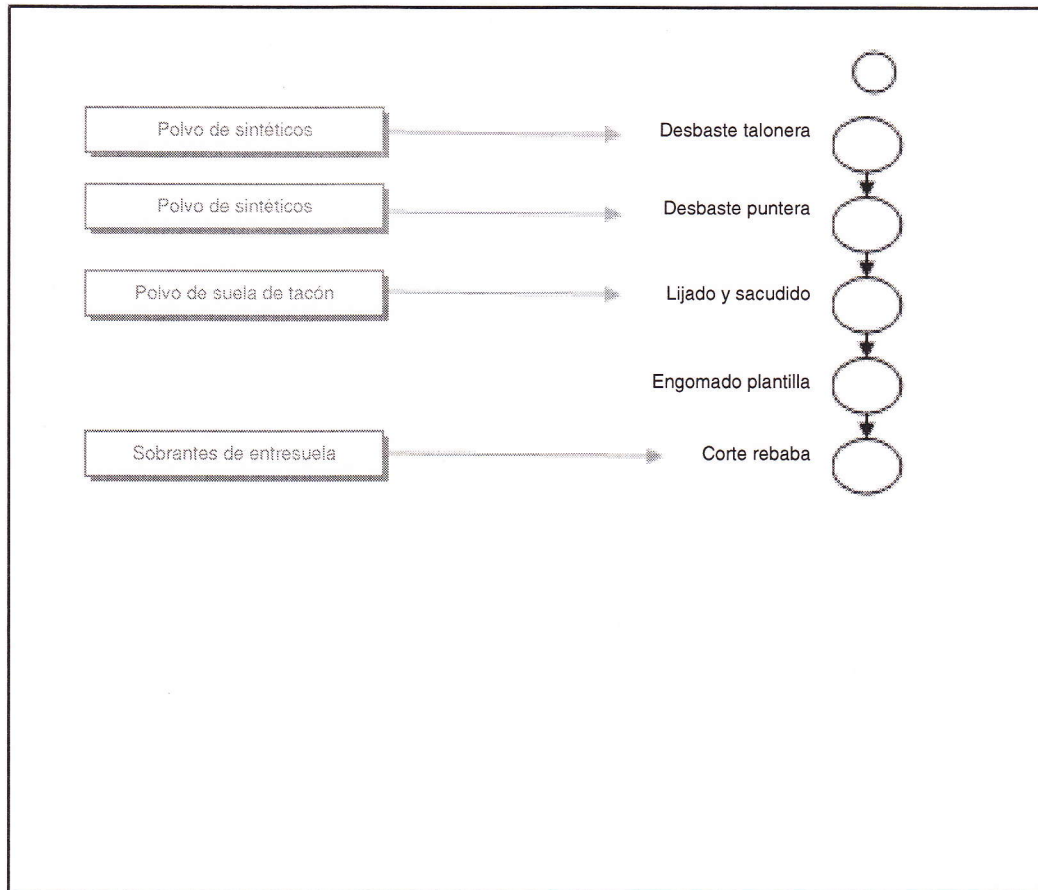 Polvo de sintéticos
Desbaste talonera
Polvo de sintéticos
Desbaste puntera
Polvo de suela de tacón
Lijado y sacudido
Engomado plantilla
Sobrantes de entresuela
Corte rebaba